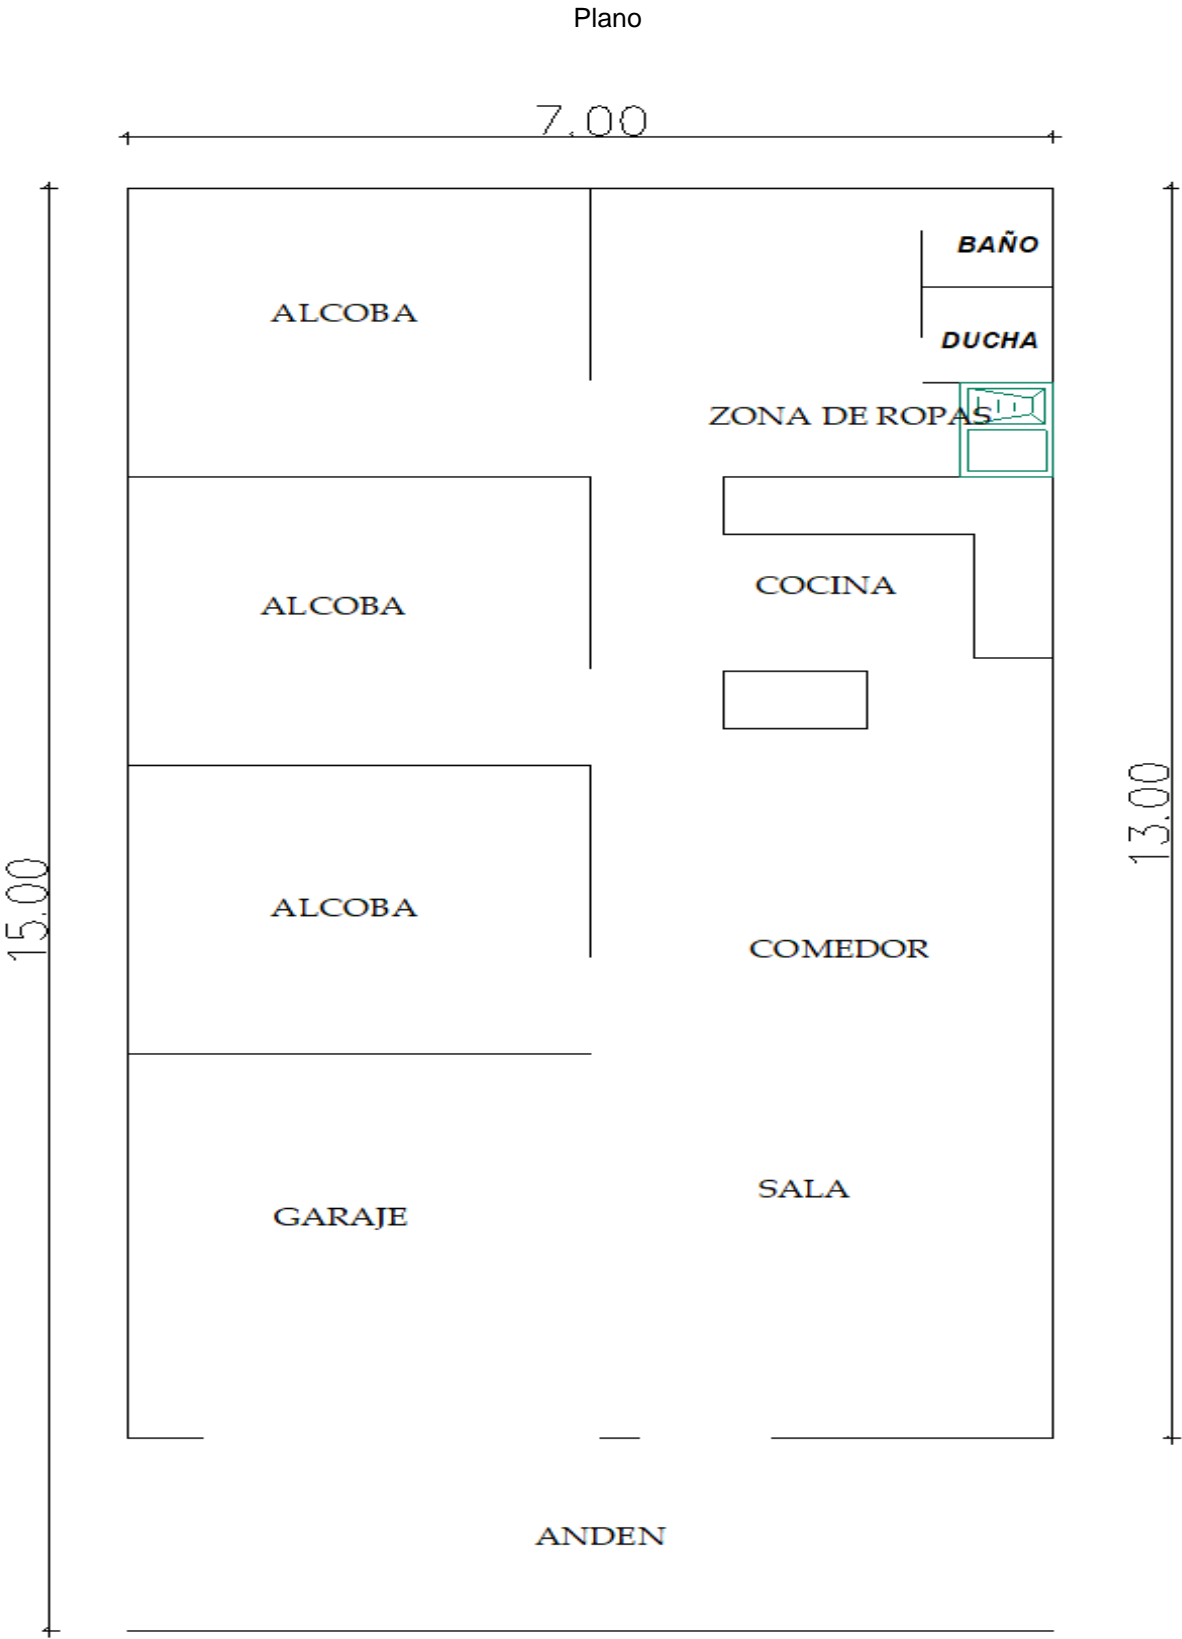 Plano
7.00
BAÑO
ALCOBA
DUCHA
ZONA DE ROPAS
COCINA
ALCOBA
13.00
15.00
ALCOBA
COMEDOR
SALA
GARAJE
ANDEN